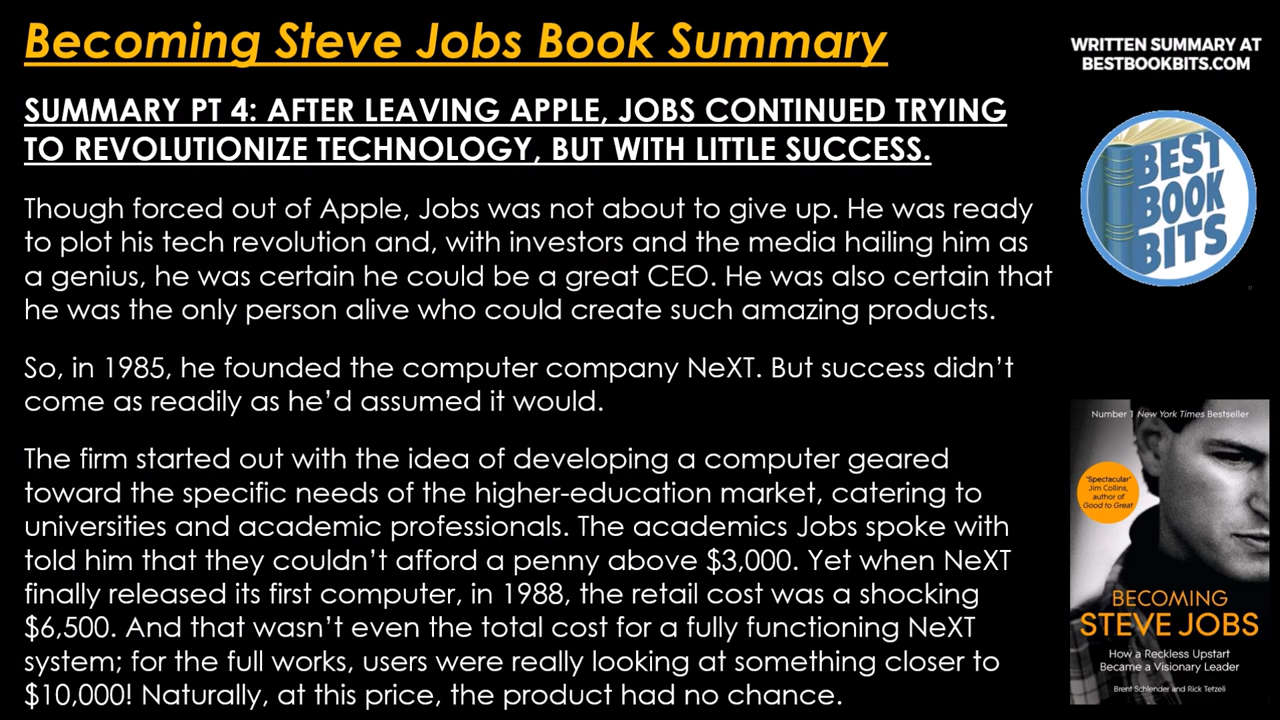 Becoming Steve Jobs Book Summary
WRITTEN SUMMARY AT
BESTBOOKBITS.COM
SUMMARY PT 4: AFTER LEAVING APPLE, JOBS CONTINUED TRYING
TO REVOLUTIONIZE TECHNOLOGY, BUT WITH LITTLE SUCCESS.
Though forced out of Apple, Jobs was not about to give up. He was ready
to plot his tech revolution and, with investors and the media hailing him as
a genius, he was certain he could be a great CEO. He was also certain that
he was the only person alive who could create such amazing products.
So, in 1985, he founded the computer company NeXT. But success didn’t
come as readily as he’d assumed it would.
The firm started out with the idea of developing a computer geared
toward the specific needs of the higher-education market, catering to
universities and academic professionals. The academics Jobs spoke with
told him that they couldn’t afford a penny above $3,000. Yet when NeXT
finally released its first computer, in 1988, the retail cost was a shocking
$6,500. And that wasn’t even the total cost for a fully functioning NeXT
system; for the full works, users were really looking at something closer to
$10,000! Naturally, at this price, the product had no chance.
BEST
BOOK
BITS
Number 1 New York Times Bestseller
‘Spectacular’
Jim Collins,
author of
Good to Great
BECOMING
STEVE JOBS
How a Reckless Upstart
Became a Visionary Leader
Brent Schlender and Rick Tetzeli